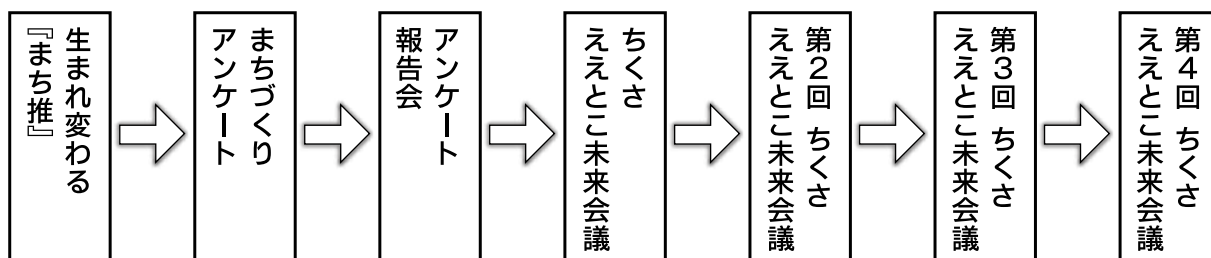 生まれ変わる
『まち推』
まちづくり
アンケート
アンケート
報告会
ちくさ
ええとこ未来会議
第2回 ちくさ
ええとこ未来会議
第3回 ちくさ
ええとこ未来会議
第4回 ちくさ
ええとこ未来会議